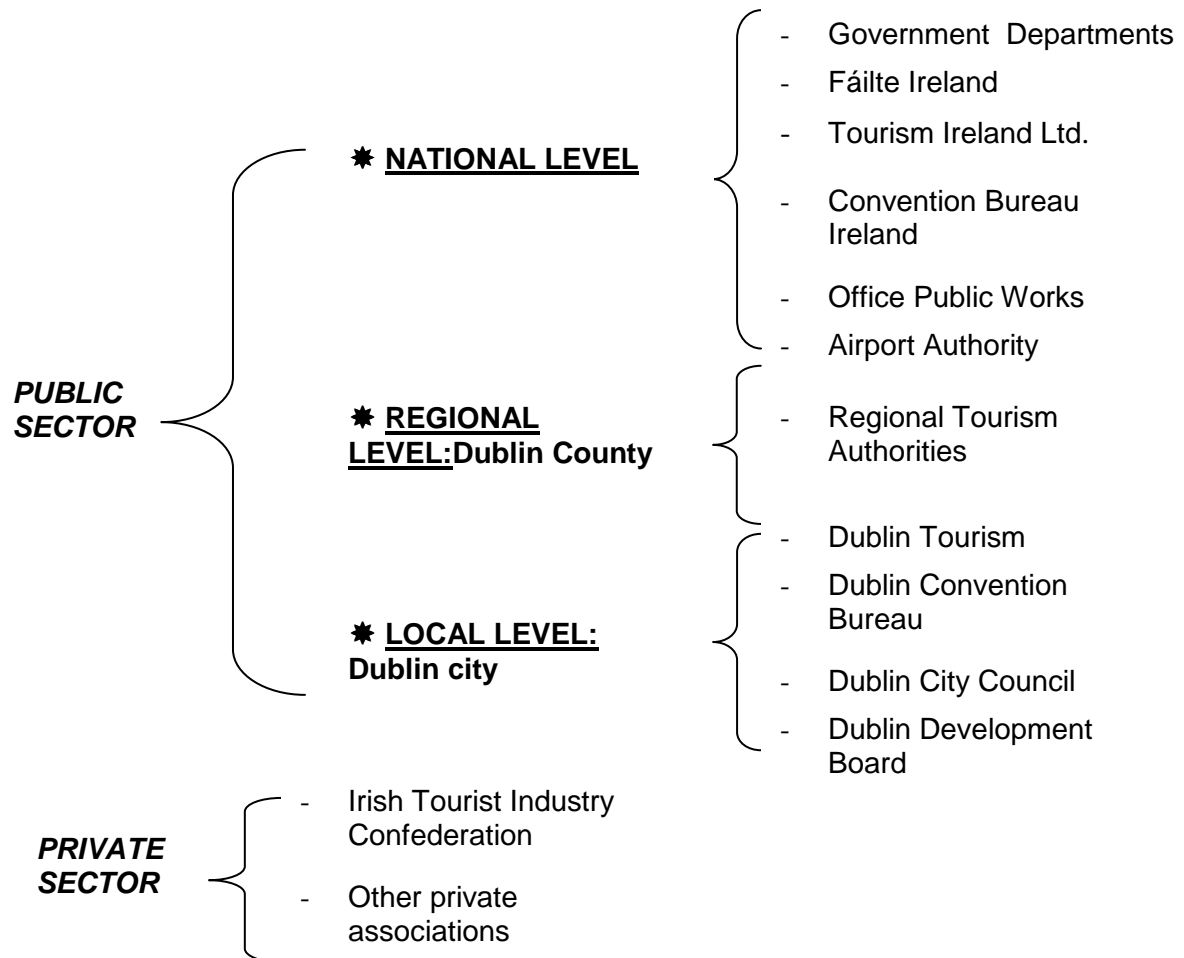 PUBLIC
SECTOR
✷ NATIONAL LEVEL
- Government Departments
- Fáilte Ireland
- Tourism Ireland Ltd.
- Convention Bureau
Ireland
- Office Public Works
- Airport Authority
✷ REGIONAL
LEVEL:Dublin County
- Regional Tourism
Authorities
✷ LOCAL LEVEL:
Dublin city
- Dublin Tourism
- Dublin Convention
Bureau
- Dublin City Council
- Dublin Development
Board
PRIVATE
SECTOR
- Irish Tourist Industry
Confederation
- Other private
associations